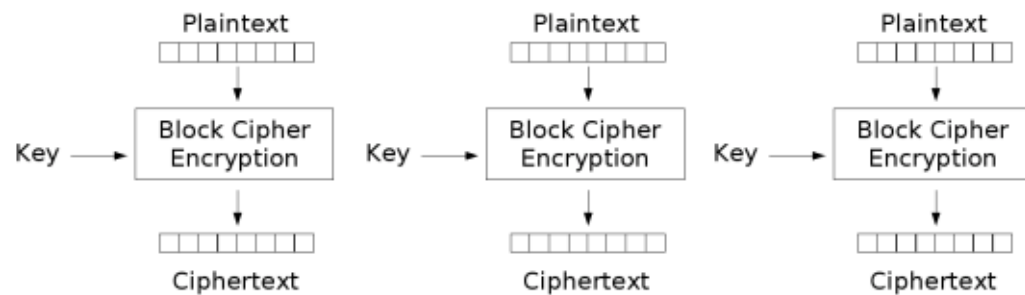 Plaintext
Plaintext
Plaintext
Key
Block Cipher
Encryption
Key
Block Cipher
Encryption
Key
Block Cipher
Encryption
Ciphertext
Ciphertext
Ciphertext